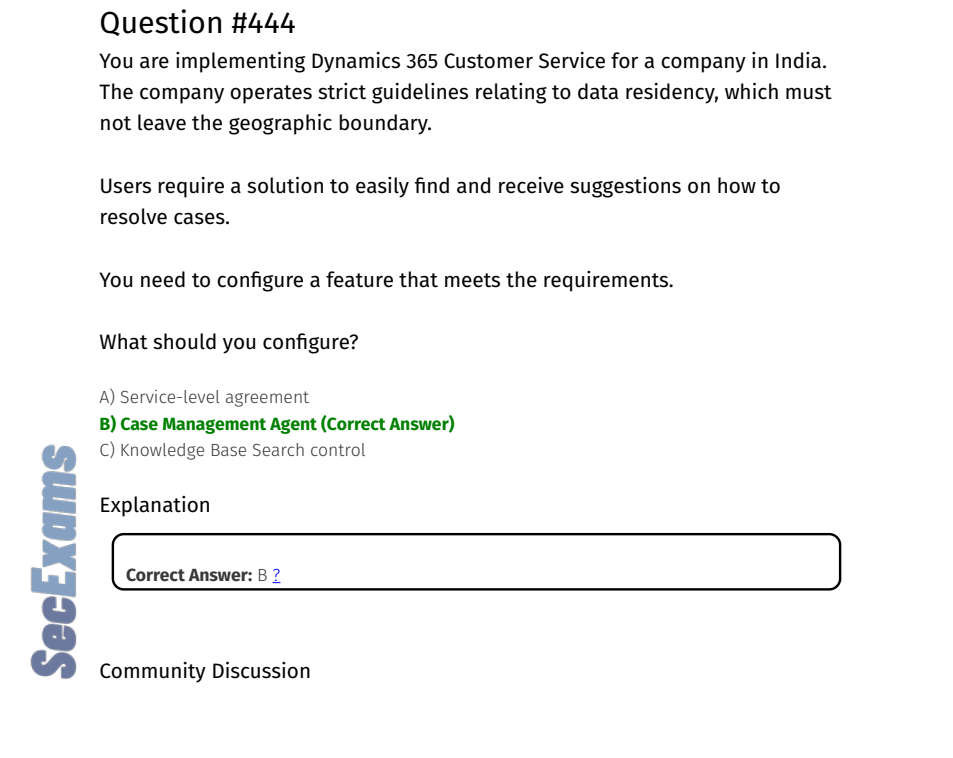 Question #444
You are implementing Dynamics 365 Customer Service for a company in India.
The company operates strict guidelines relating to data residency, which must
not leave the geographic boundary.
Users require a solution to easily find and receive suggestions on how to
resolve cases.
You need to configure a feature that meets the requirements.
What should you configure?
A) Service-level agreement
B) Case Management Agent (Correct Answer)
C) Knowledge Base Search control
SecExams
Explanation
Correct Answer: B ?
Community Discussion